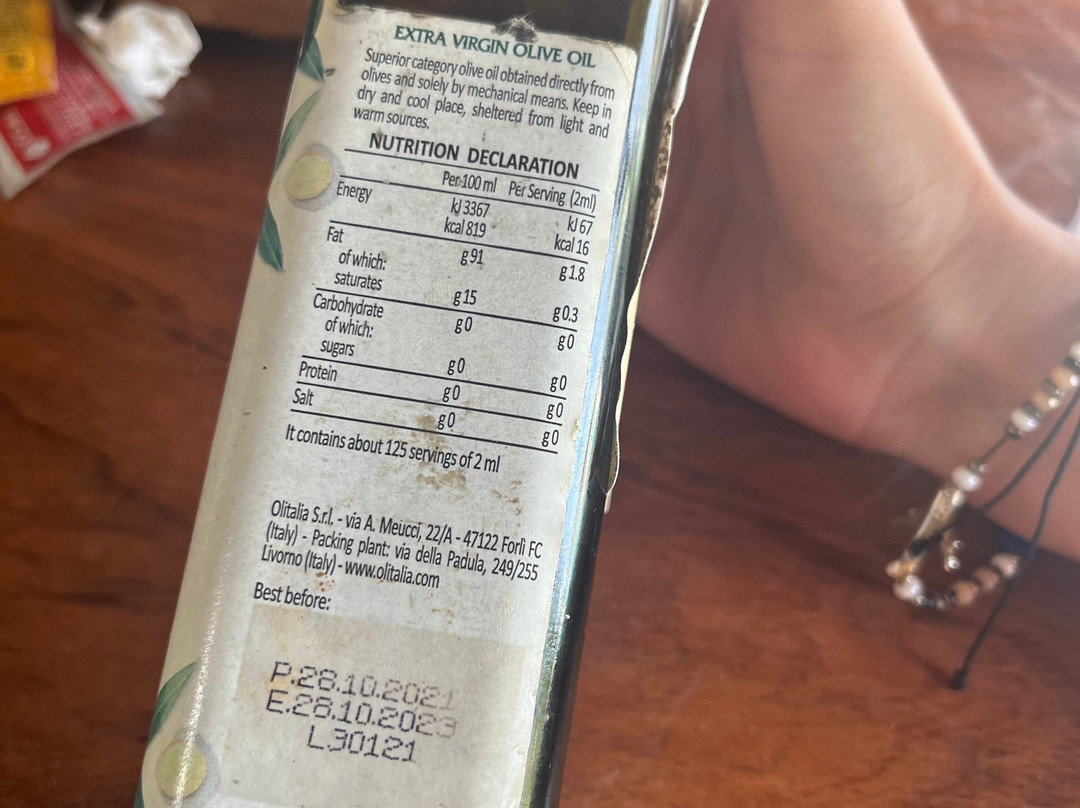 EXTRA VIRGIN OLIVE OIL
Superior category olive oil obtained directly from
olives and solely by mechanical means. Keep in
dry and cool place, sheltered from light and
warm sources.
NUTRITION DECLARATION
Per 100 ml Per Serving (2ml)
Energy kJ 3367 kJ 67
kcal 819 kcal 16
Fat g 91 g 1.8
of which:
saturates g 15 g 0.3
Carbohydrate g 0 g 0
of which:
sugars g 0 g 0
Protein g 0 g 0
Salt g 0 g 0
It contains about 125 servings of 2 ml
Olitalia S.r.l. - via A. Meucci, 22/A - 47122 Forlì FC
(Italy) - Packing plant: via della Padula, 249/255
Livorno (Italy) - www.olitalia.com
Best before:
P.28.10.2021
E.28.10.2023
L30121